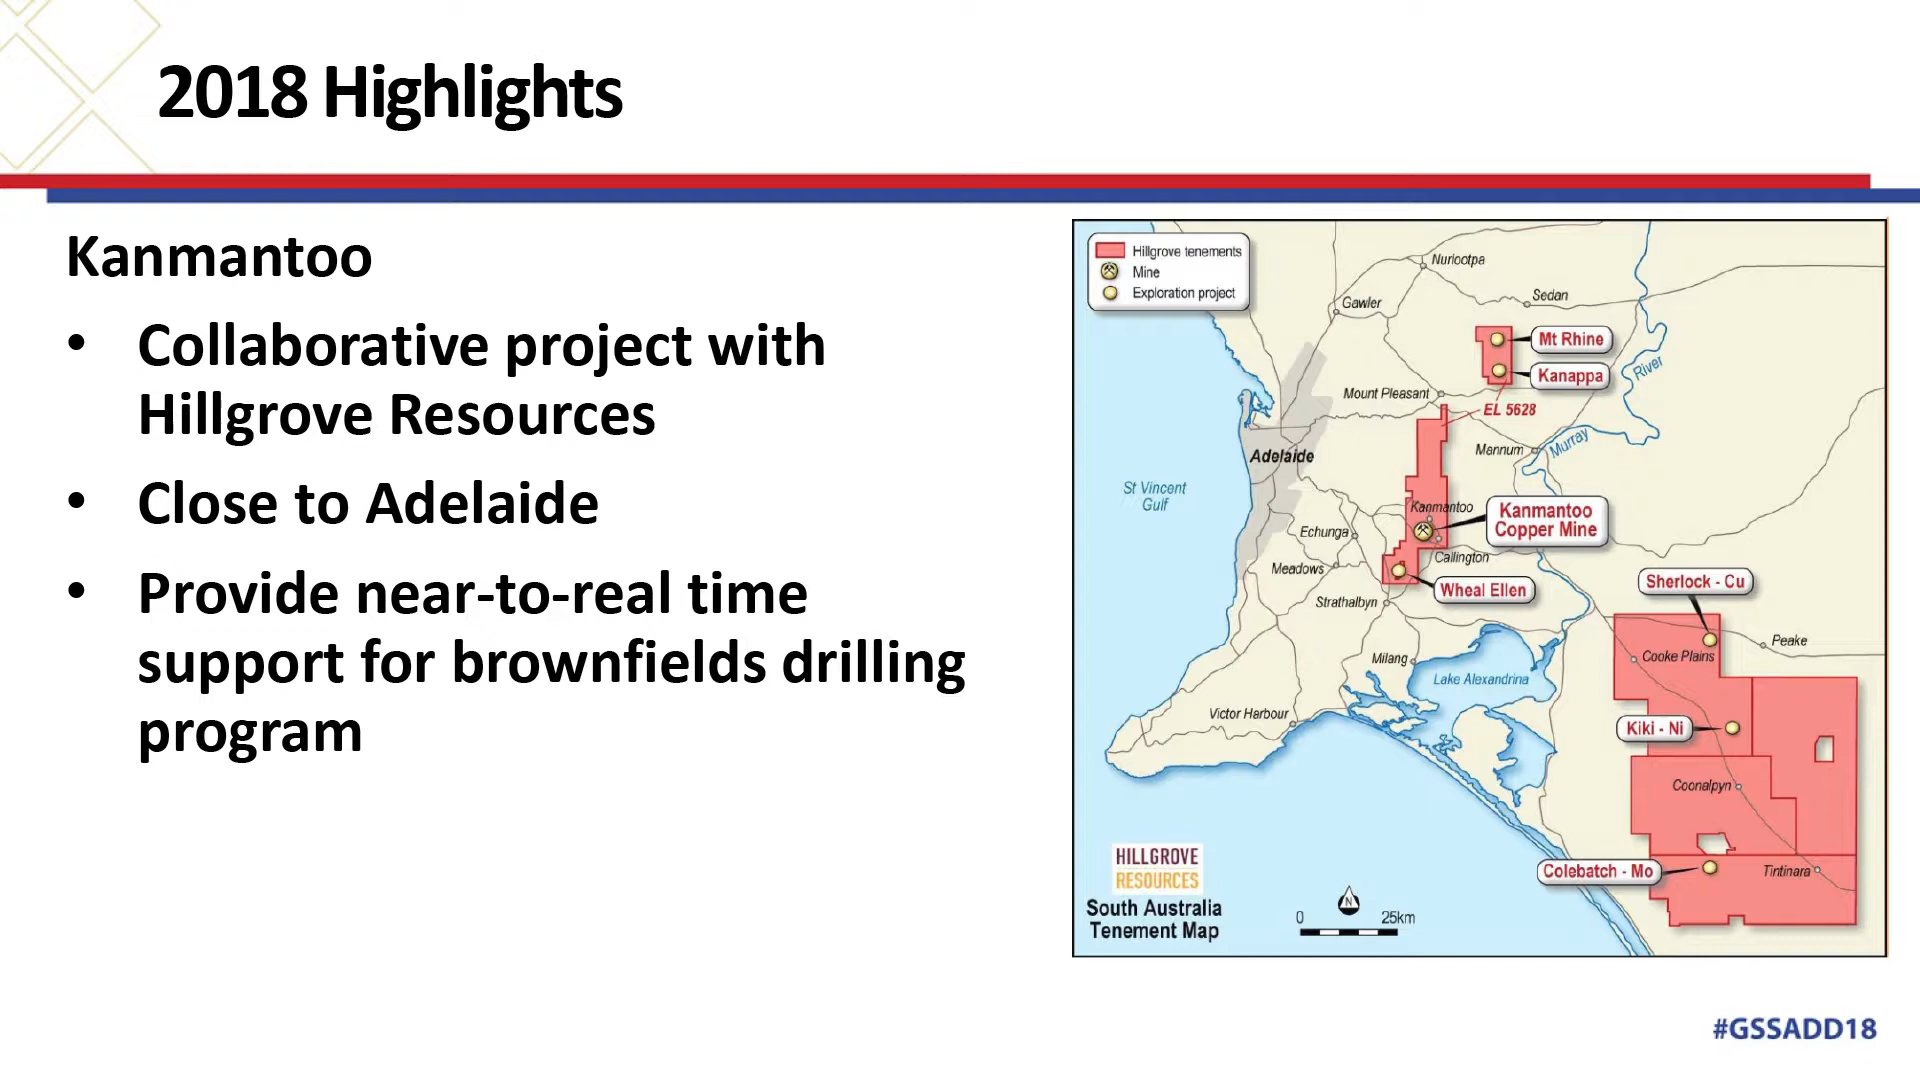 2018 Highlights
Kanmantoo
• Collaborative project with
Hillgrove Resources
• Close to Adelaide
• Provide near-to-real time
support for brownfields drilling
program
Hillgrove tenements
Mine
Exploration project
Nuriootpa
Gawler
Sedan
Mt Rhine
Kanappa
River
Mount Pleasant
EL 5628
Mannum
Murray
Adelaide
St Vincent
Gulf
Kanmantoo
Kanmantoo
Copper Mine
Echunga
Callington
Meadows
Wheal Ellen
Sherlock - Cu
Strathalbyn
Peake
Cooke Plains
Milang
Lake Alexandrina
Victor Harbour
Kiki - Ni
Coonalpyn
Colebatch - Mo
Tintinara
HILLGROVE
RESOURCES
South Australia
Tenement Map
N
0 25km
#GSSADD18